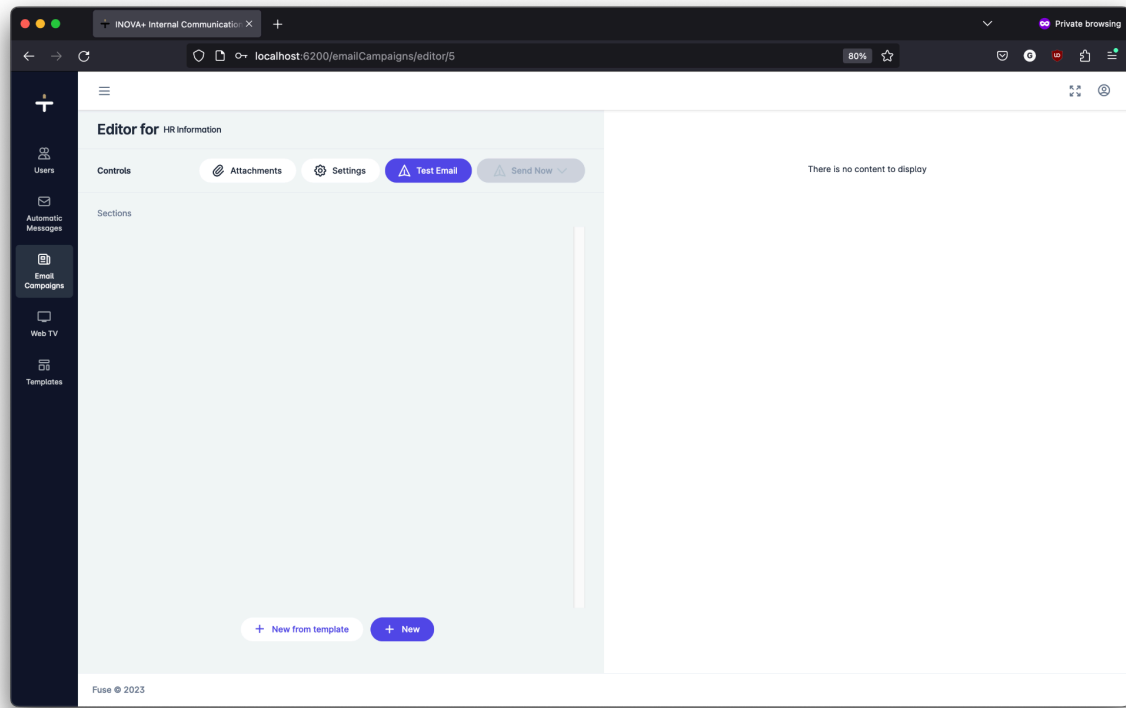 INOVA+ Internal Communication
Private browsing
localhost:6200/emailCampaigns/editor/5
80%
G
Users
Automatic
Messages
Email
Campaigns
Web TV
Templates
Editor for HR Information
Controls
Attachments
Settings
Test Email
Send Now
There is no content to display
Sections
+ New from template
+ New
Fuse © 2023